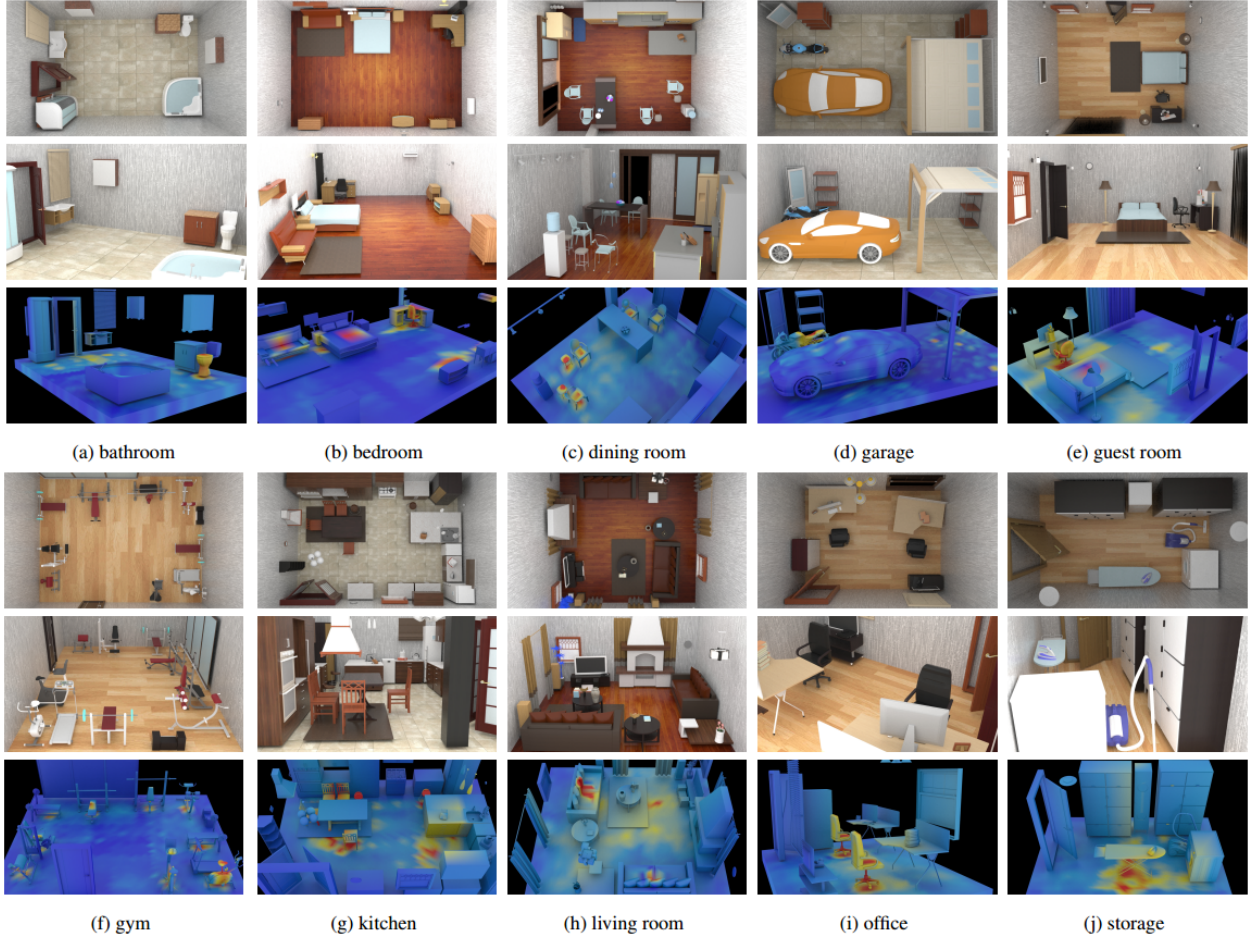 (a) bathroom
(b) bedroom
(c) dining room
(d) garage
(e) guest room
(f) gym
(g) kitchen
(h) living room
(i) office
(j) storage